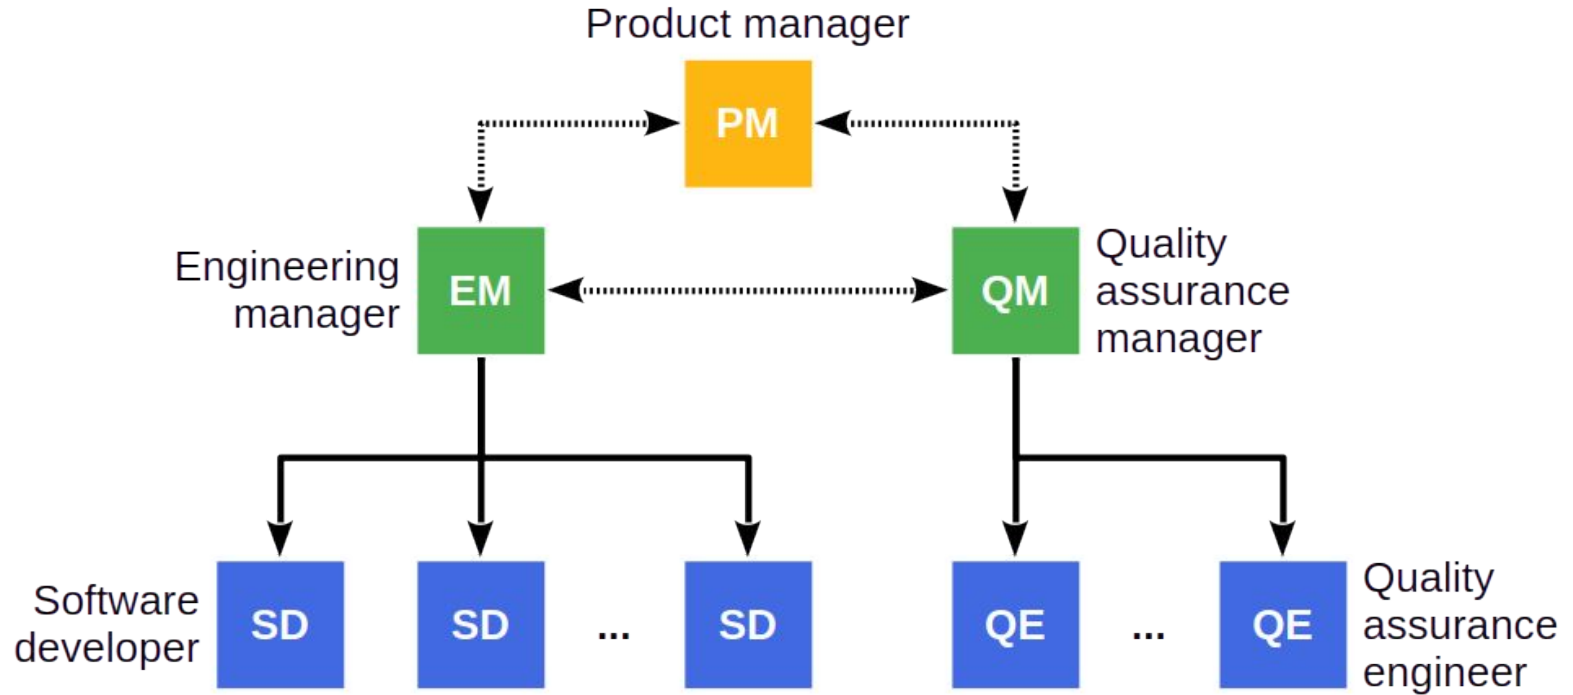 Product manager
PM
Engineering
manager
EM
QM
Quality
assurance
manager
Software
developer
SD
SD
...
SD
QE
...
QE
Quality
assurance
engineer